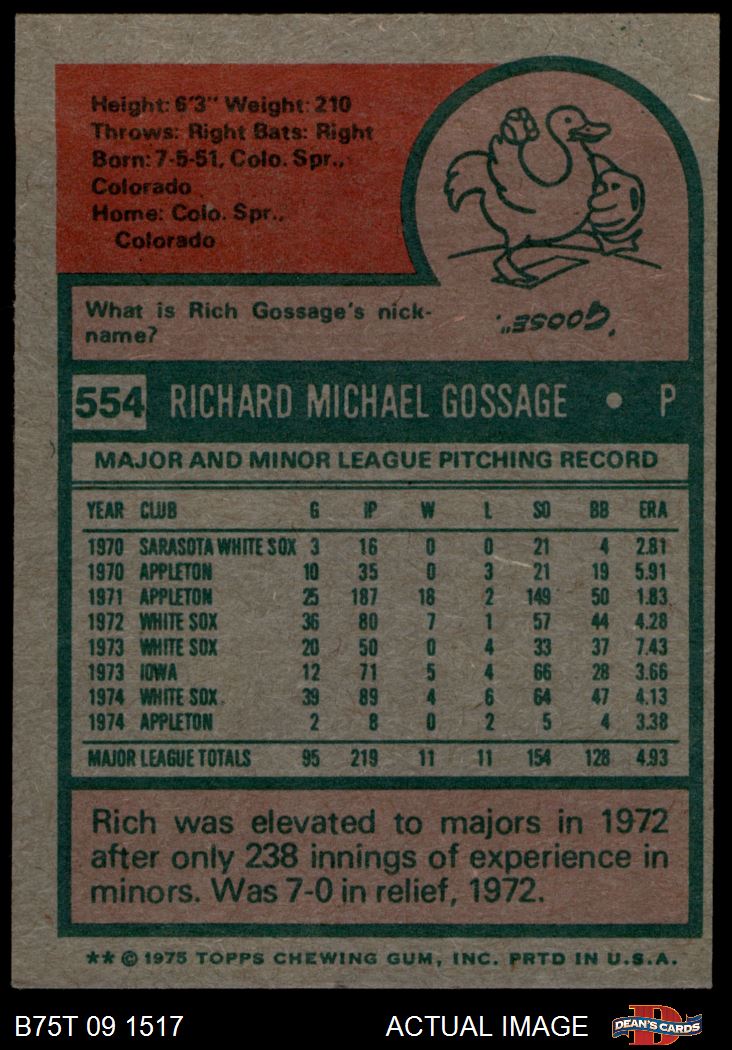 Height: 6'3" Weight: 210
Throws: Right Bats: Right
Born: 7-5-51, Colo. Spr.,
Colorado
Home: Colo. Spr.,
Colorado
What is Rich Gossage's nick-
name?
"GOOSE".
554 RICHARD MICHAEL GOSSAGE • P
MAJOR AND MINOR LEAGUE PITCHING RECORD
YEAR CLUB G IP W L SO BB ERA
1970 SARASOTA WHITE SOX 3 16 0 0 21 4 2.81
1970 APPLETON 10 35 0 3 21 19 5.91
1971 APPLETON 25 187 18 2 149 50 1.83
1972 WHITE SOX 36 80 7 1 57 44 4.28
1973 WHITE SOX 20 50 0 4 33 37 7.43
1973 IOWA 12 71 5 4 66 28 3.66
1974 WHITE SOX. 39 89 4 6 64 47 4.13
1974 APPLETON 2 8 0 2 5 4 3.38
MAJOR LEAGUE TOTALS 95 219 11 11 154 128 4.93
Rich was elevated to majors in 1972
after only 238 innings of experience in
minors. Was 7-0 in relief, 1972.
** © 1975 TOPPS CHEWING GUM, INC. PRTD IN U.S.A.
B75T 09 1517 ACTUAL IMAGE DEAN'S CARDS